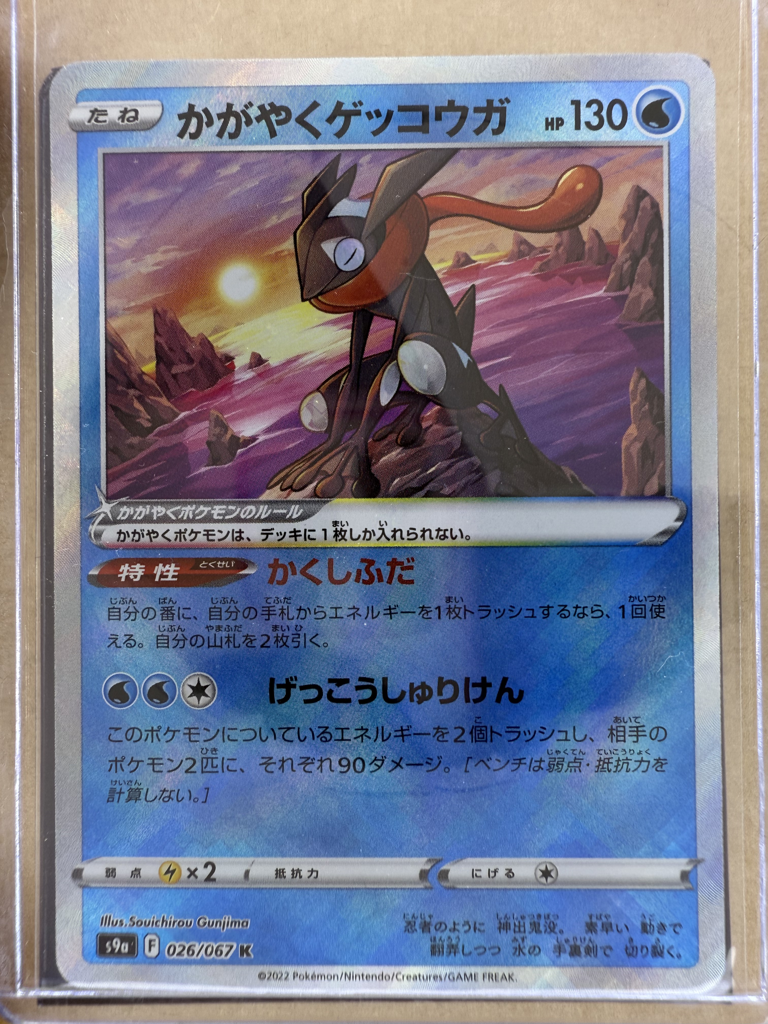 たね かがやくゲッコウガ HP 130
かがやくポケモンのルール
かがやくポケモンは、デッキに1枚しか入れられない。
特性 かくしふだ
自分の番に、自分の手札からエネルギーを1枚トラッシュするなら、1回使
える。自分の山札を2枚引く。
げっこうしゅりけん
このポケモンについているエネルギーを2個トラッシュし、相手の
ポケモン2匹に、それぞれ90ダメージ。[ベンチは弱点・抵抗力を
計算しない。]
弱点 ×2 抵抗力 にげる
Illus. Souichirou Gunjima
忍者のように 神出鬼没。 素早い 動きで
翻弄しつつ 水の 手裏剣で 切り裂く。
s9a F 026/067 K
©2022 Pokémon/Nintendo/Creatures/GAME FREAK.